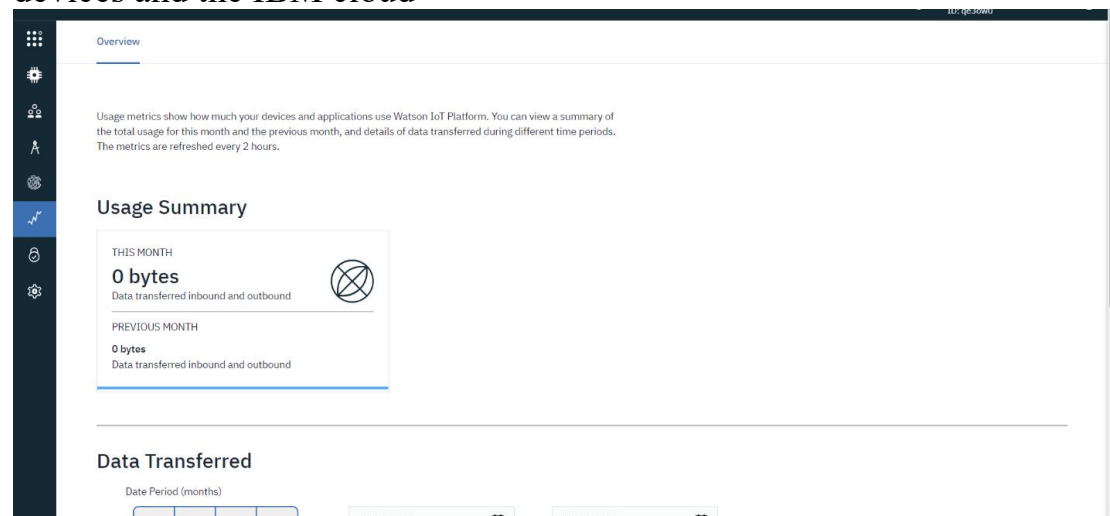 devices and the IBM cloud
ID: qe36w0
Overview
Usage metrics show how much your devices and applications use Watson IoT Platform. You can view a summary of
the total usage for this month and the previous month, and details of data transferred during different time periods.
The metrics are refreshed every 2 hours.
Usage Summary
THIS MONTH
0 bytes
Data transferred inbound and outbound
PREVIOUS MONTH
0 bytes
Data transferred inbound and outbound
Data Transferred
Date Period (months)